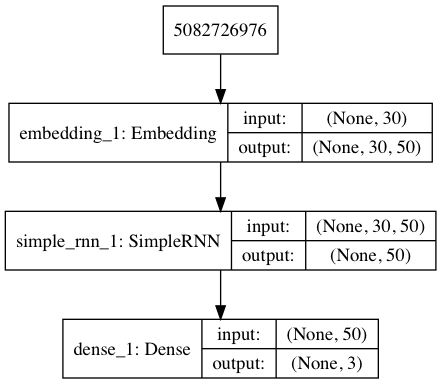 5082726976
embedding_1: Embedding
input:
(None, 30)
output:
(None, 30, 50)
simple_rnn_1: SimpleRNN
input:
(None, 30, 50)
output:
(None, 50)
dense_1: Dense
input:
(None, 50)
output:
(None, 3)